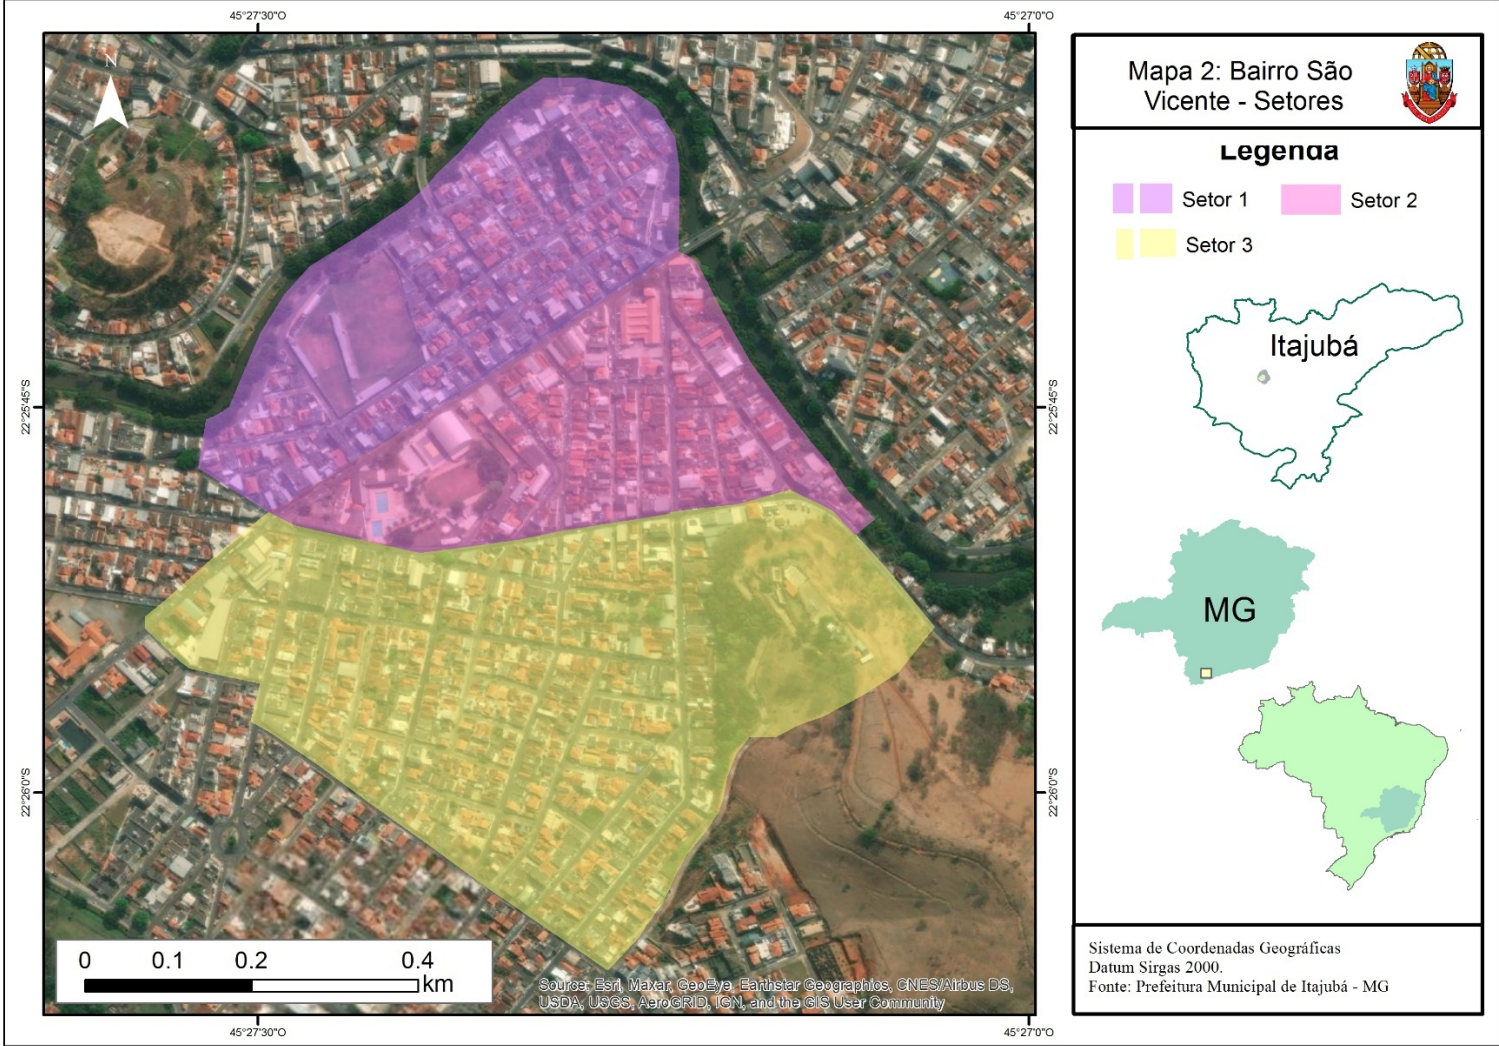 45°27'30"O
45°27'0"O
N
22°25'45"S
22°25'45"S
22°26'0"S
22°26'0"S
0 0.1 0.2 0.4
km
Source: Esri, Maxar, GeoEye, Earthstar Geographics, CNES/Airbus DS,
USDA, USGS, AeroGRID, IGN, and the GIS User Community
45°27'30"O
45°27'0"O
Mapa 2: Bairro São
Vicente - Setores
Legenda
Setor 1
Setor 2
Setor 3
Itajubá
MG
Sistema de Coordenadas Geográficas
Datum Sirgas 2000.
Fonte: Prefeitura Municipal de Itajubá - MG